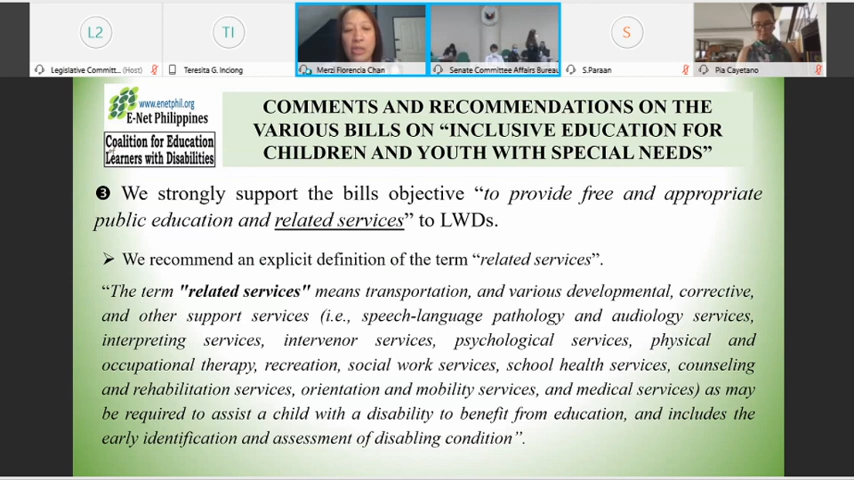 L2
TI
S
Legislative Committ... (Host)
Teresita G. Inciong
Merzi Florencia Chan
Senate Committee Affairs Bureau
S.Paraan
Pia Cayetano
www.enetphil.org
E-Net Philippines
Coalition for Education
Learners with Disabilities
COMMENTS AND RECOMMENDATIONS ON THE
VARIOUS BILLS ON “INCLUSIVE EDUCATION FOR
CHILDREN AND YOUTH WITH SPECIAL NEEDS”
❸ We strongly support the bills objective “to provide free and appropriate
public education and related services” to LWDs.
➢ We recommend an explicit definition of the term “related services”.
“The term "related services" means transportation, and various developmental, corrective,
and other support services (i.e., speech-language pathology and audiology services,
interpreting services, intervenor services, psychological services, physical and
occupational therapy, recreation, social work services, school health services, counseling
and rehabilitation services, orientation and mobility services, and medical services) as may
be required to assist a child with a disability to benefit from education, and includes the
early identification and assessment of disabling condition”.